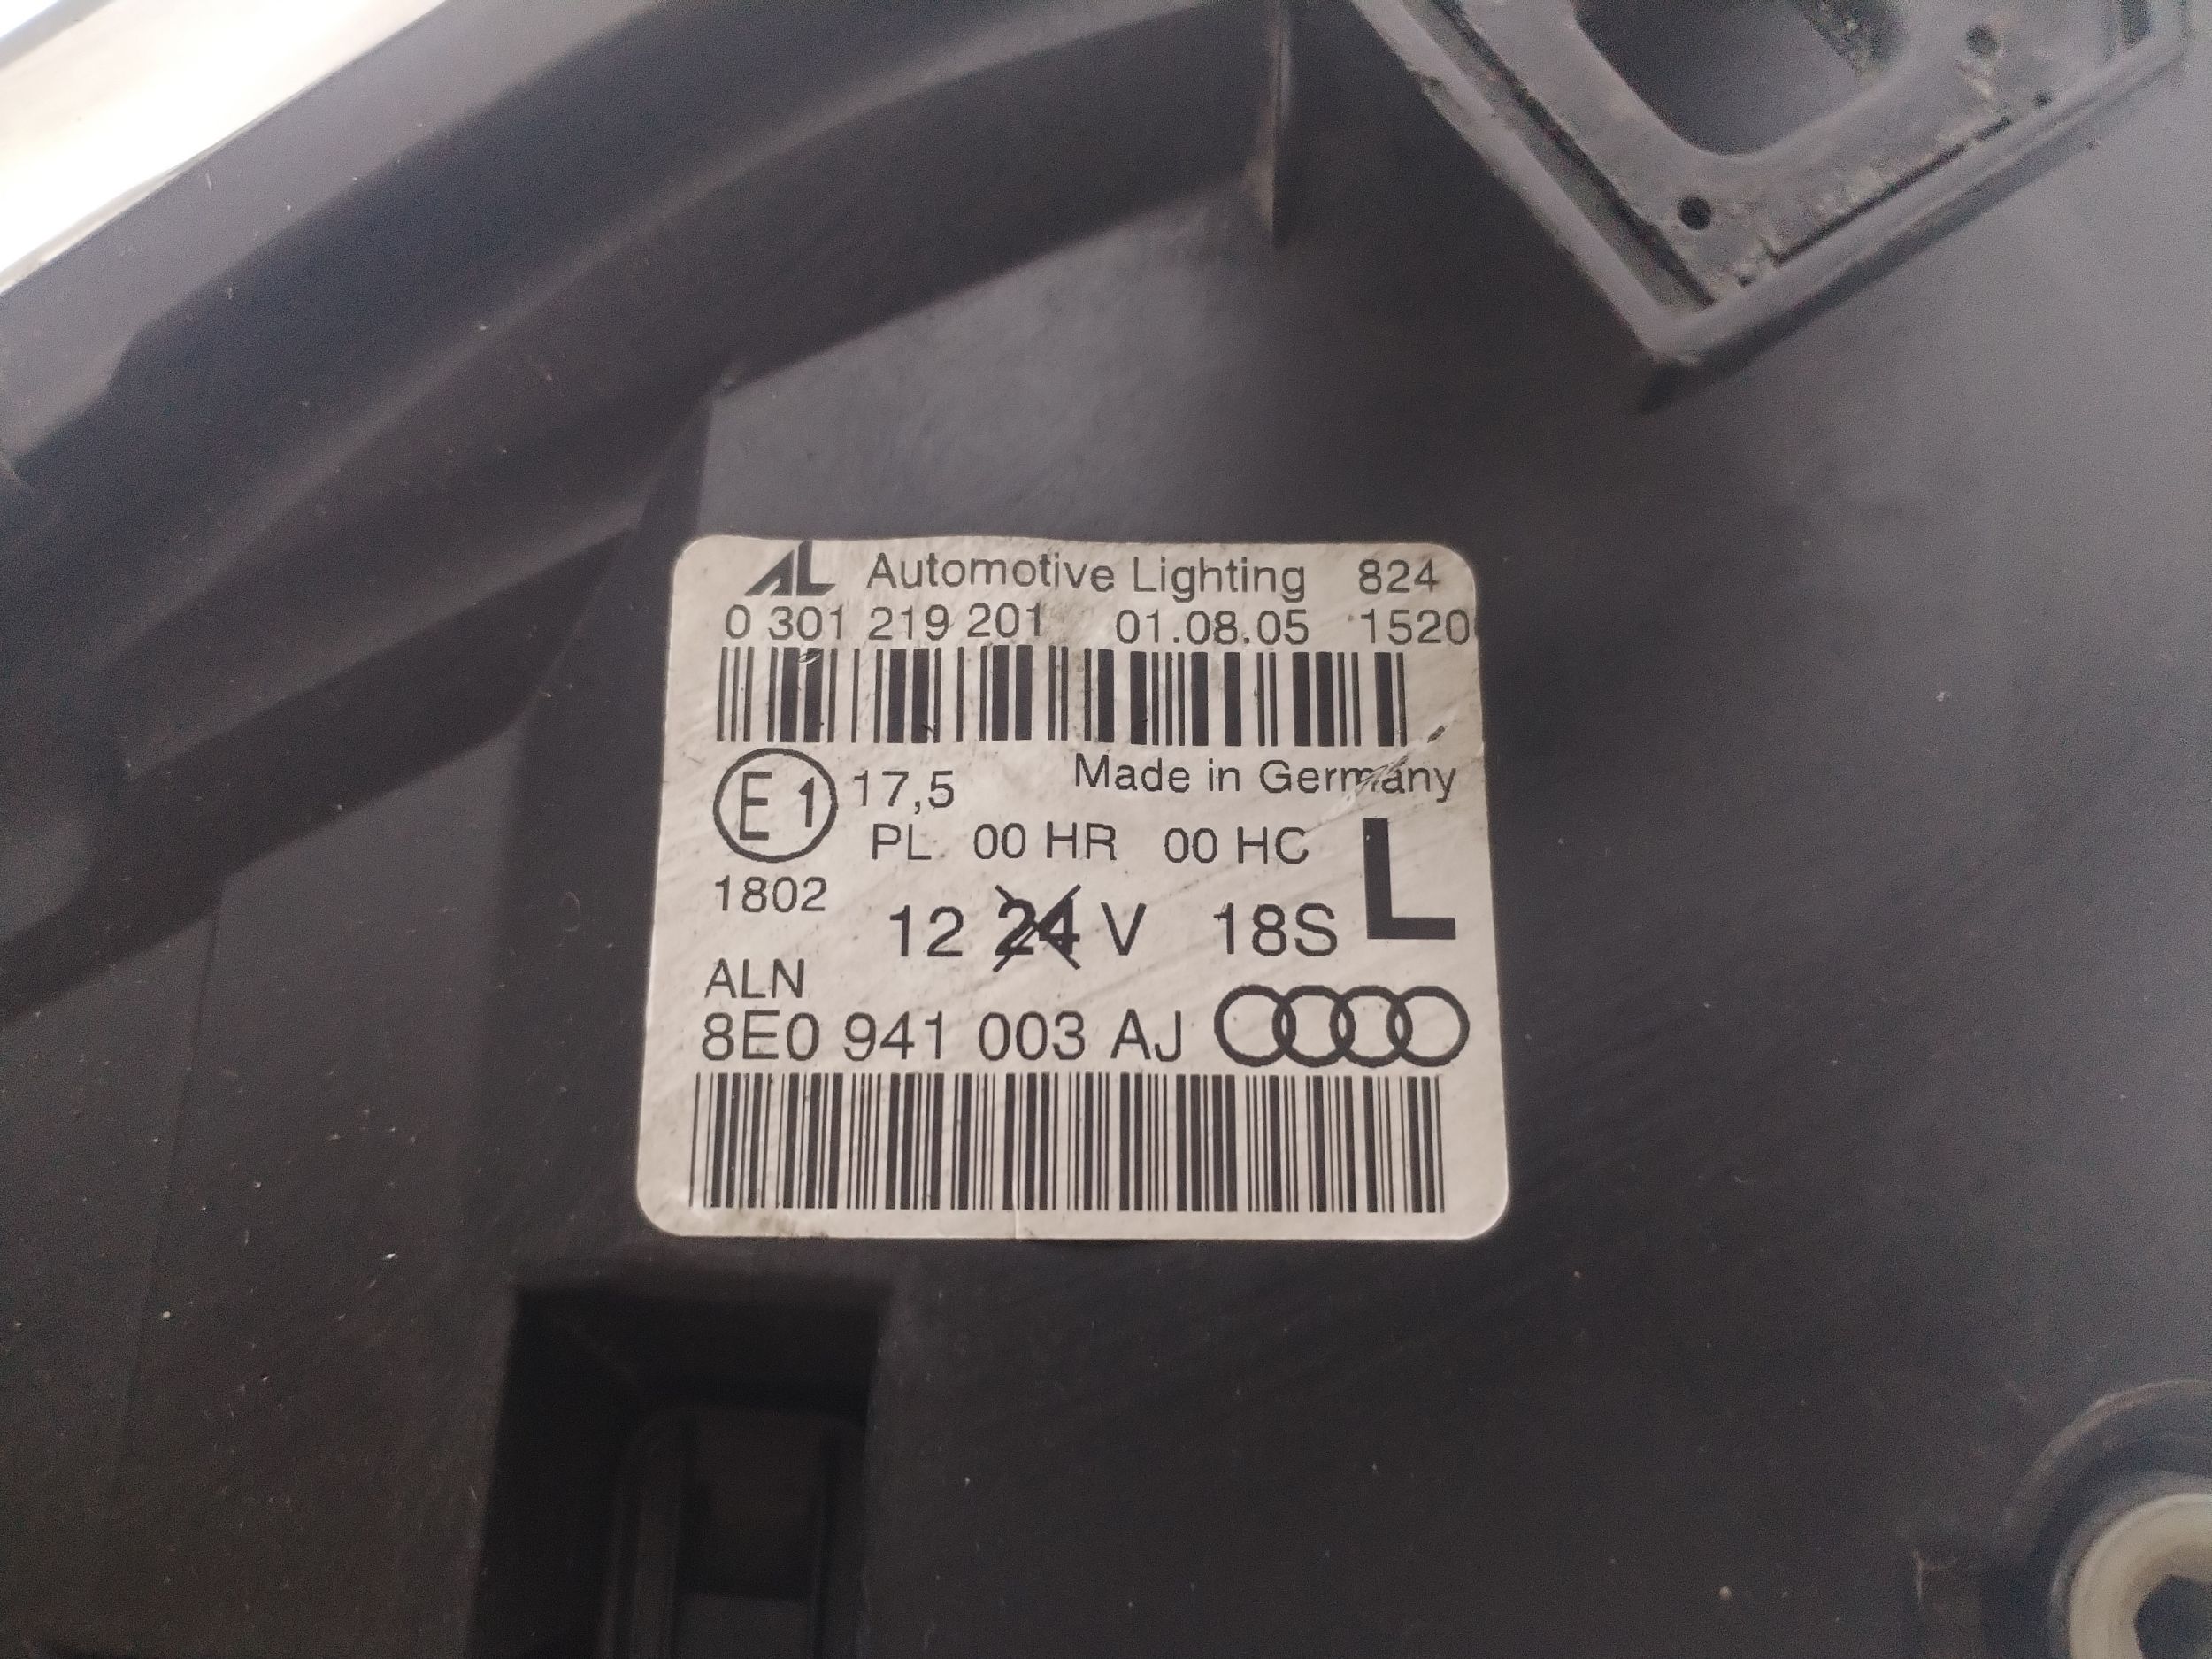 AL Automotive Lighting 824
0 301 219 201 01.08.05 1520
E1 17,5 Made in Germany
PL 00 HR 00 HC
1802 L
12 24 V 18S
ALN
8E0 941 003 AJ